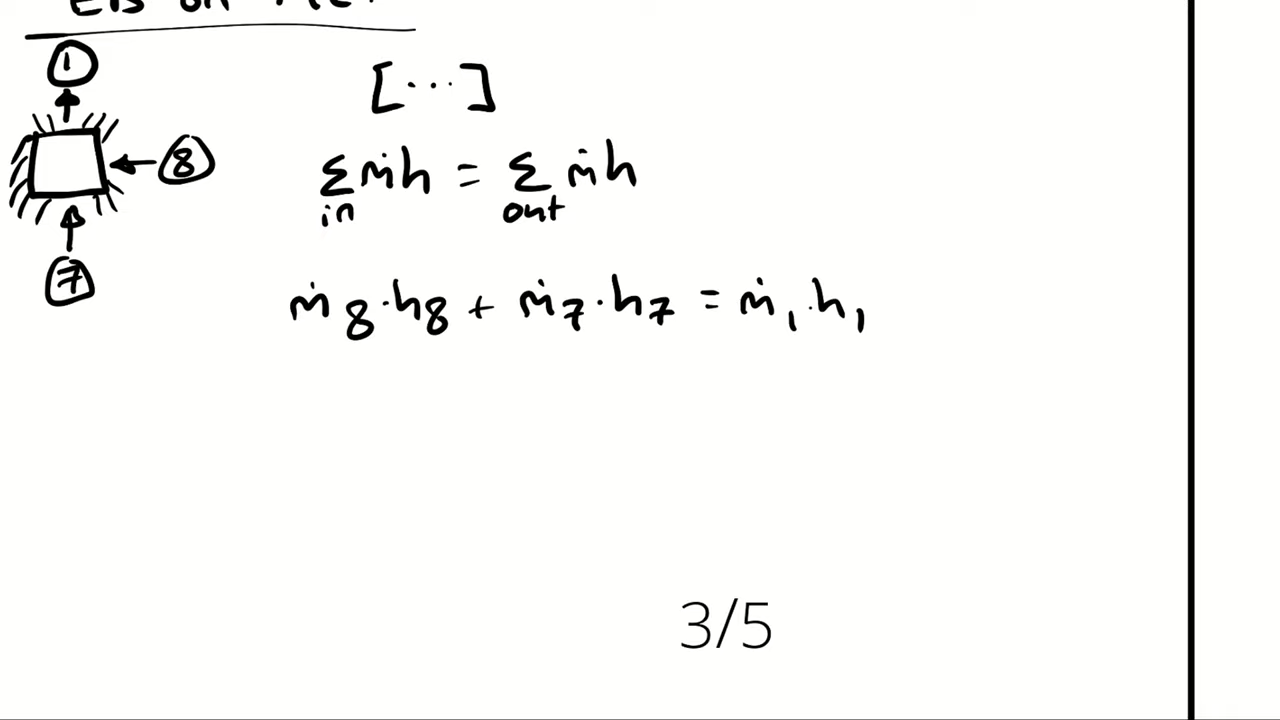 ①
[...]
⑧
Σ ṁh = Σ ṁh
in out
⑦
ṁ₈·h₈ + ṁ₇·h₇ = ṁ₁·h₁
3/5